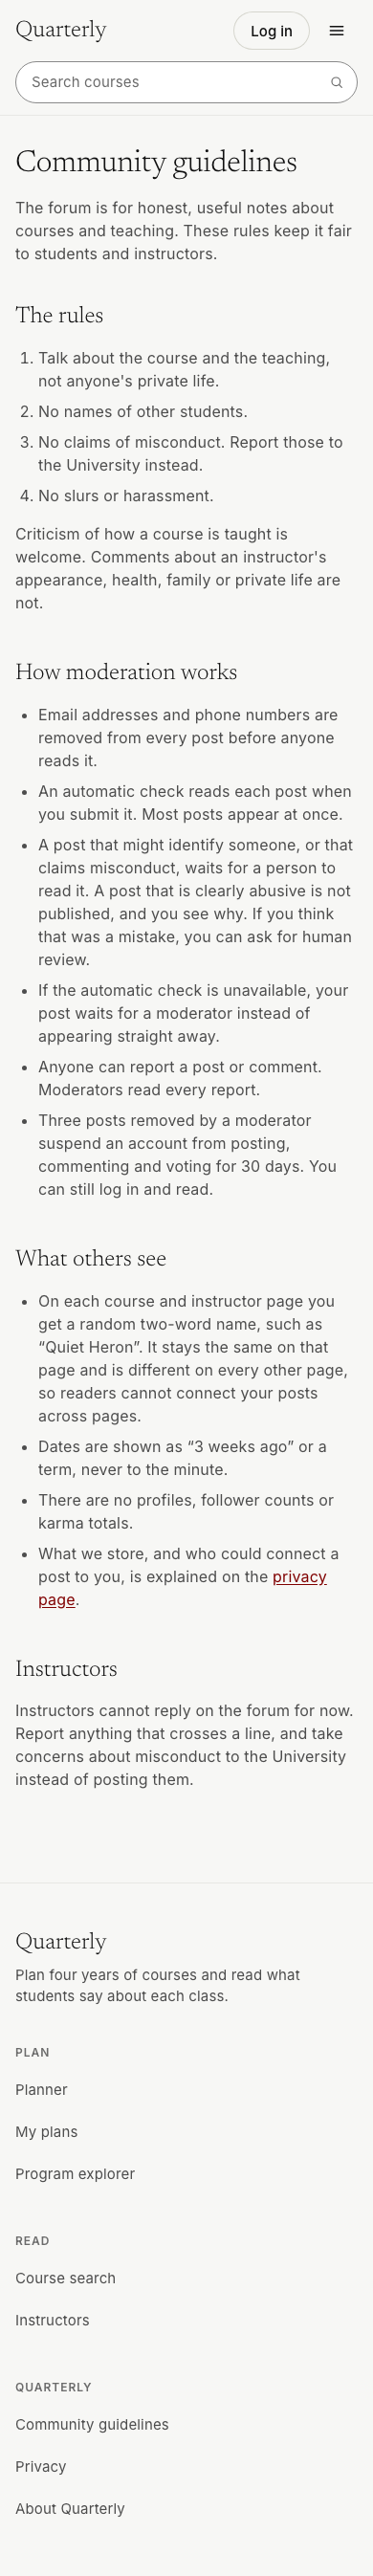 Quarterly
Log in
Search courses
Community guidelines
The forum is for honest, useful notes about
courses and teaching. These rules keep it fair
to students and instructors.
The rules
1. Talk about the course and the teaching,
not anyone's private life.
2. No names of other students.
3. No claims of misconduct. Report those to
the University instead.
4. No slurs or harassment.
Criticism of how a course is taught is
welcome. Comments about an instructor's
appearance, health, family or private life are
not.
How moderation works
• Email addresses and phone numbers are
removed from every post before anyone
reads it.
• An automatic check reads each post when
you submit it. Most posts appear at once.
• A post that might identify someone, or that
claims misconduct, waits for a person to
read it. A post that is clearly abusive is not
published, and you see why. If you think
that was a mistake, you can ask for human
review.
• If the automatic check is unavailable, your
post waits for a moderator instead of
appearing straight away.
• Anyone can report a post or comment.
Moderators read every report.
• Three posts removed by a moderator
suspend an account from posting,
commenting and voting for 30 days. You
can still log in and read.
What others see
• On each course and instructor page you
get a random two-word name, such as
“Quiet Heron”. It stays the same on that
page and is different on every other page,
so readers cannot connect your posts
across pages.
• Dates are shown as “3 weeks ago” or a
term, never to the minute.
• There are no profiles, follower counts or
karma totals.
• What we store, and who could connect a
post to you, is explained on the privacy
page.
Instructors
Instructors cannot reply on the forum for now.
Report anything that crosses a line, and take
concerns about misconduct to the University
instead of posting them.
Quarterly
Plan four years of courses and read what
students say about each class.
PLAN
Planner
My plans
Program explorer
READ
Course search
Instructors
QUARTERLY
Community guidelines
Privacy
About Quarterly